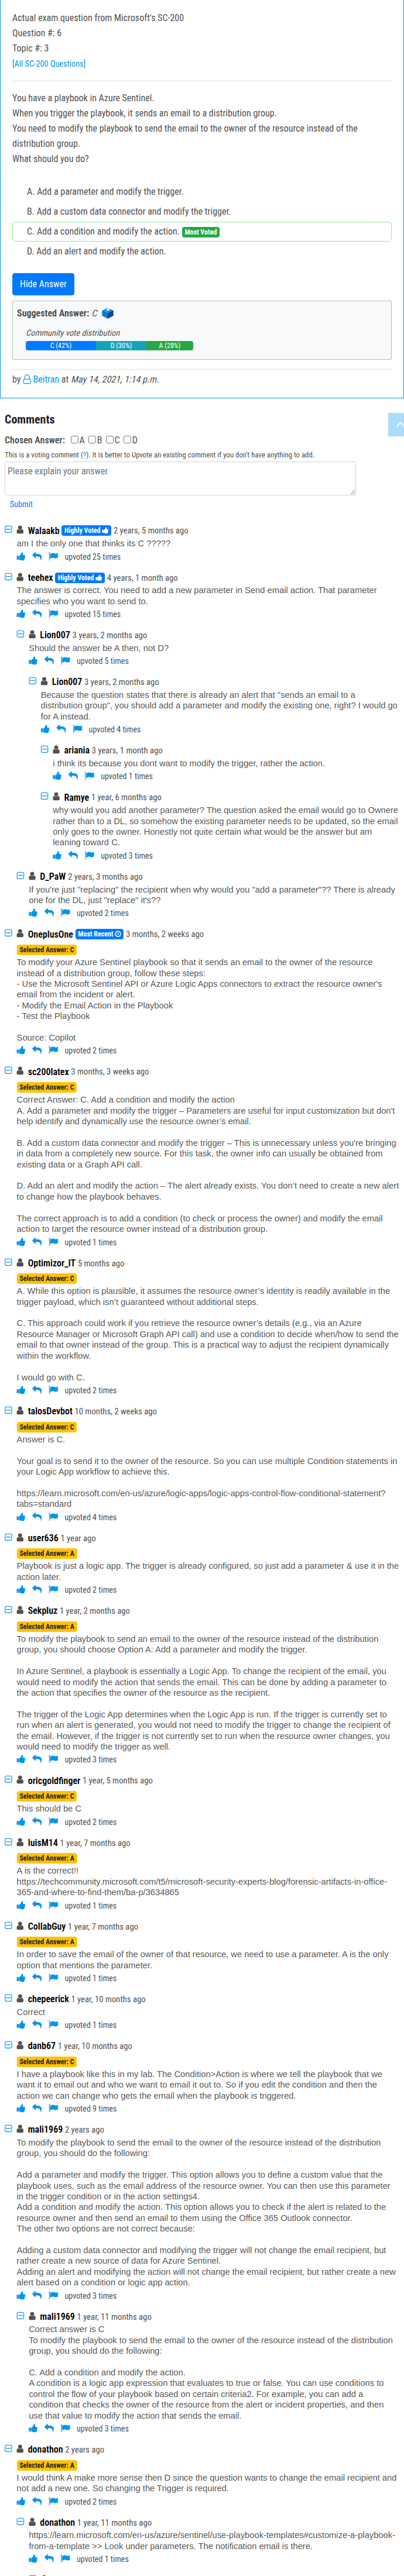 Actual exam question from Microsoft's SC-200
Question #: 6
Topic #: 3
[All SC-200 Questions]
You have a playbook in Azure Sentinel.
When you trigger the playbook, it sends an email to a distribution group.
You need to modify the playbook to send the email to the owner of the resource instead of the
distribution group.
What should you do?
A. Add a parameter and modify the trigger.
B. Add a custom data connector and modify the trigger.
C. Add a condition and modify the action. Most Voted
D. Add an alert and modify the action.
Hide Answer
Suggested Answer: C
Community vote distribution
C (42%) D (30%) A (28%)
by Beitran at May 14, 2021, 1:14 p.m.
Comments
Chosen Answer: A B C D
This is a voting comment (?). It is better to Upvote an existing comment if you don't have anything to add.
Please explain your answer
Submit
Walaakb Highly Voted 2 years, 5 months ago
am I the only one that thinks its C ?????
upvoted 25 times
teehex Highly Voted 4 years, 1 month ago
The answer is correct. You need to add a new parameter in Send email action. That parameter
specifies who you want to send to.
upvoted 15 times
Lion007 3 years, 2 months ago
Should the answer be A then, not D?
upvoted 5 times
Lion007 3 years, 2 months ago
Because the question states that there is already an alert that "sends an email to a
distribution group", you should add a parameter and modify the existing one, right? I would go
for A instead.
upvoted 4 times
ariania 3 years, 1 month ago
i think its because you dont want to modify the trigger, rather the action.
upvoted 1 times
Ramye 1 year, 6 months ago
why would you add another parameter? The question asked the email would go to Ownere
rather than to a DL, so somehow the existing parameter needs to be updated, so the email
only goes to the owner. Honestly not quite certain what would be the answer but am
leaning toward C.
upvoted 3 times
D_PaW 2 years, 3 months ago
If you're just "replacing" the recipient when why would you "add a parameter"?? There is already
one for the DL, just "replace" it's??
upvoted 2 times
OneplusOne Most Recent 3 months, 2 weeks ago
Selected Answer: C
To modify your Azure Sentinel playbook so that it sends an email to the owner of the resource
instead of a distribution group, follow these steps:
- Use the Microsoft Sentinel API or Azure Logic Apps connectors to extract the resource owner's
email from the incident or alert.
- Modify the Email Action in the Playbook
- Test the Playbook
Source: Copilot
upvoted 2 times
sc200latex 3 months, 3 weeks ago
Selected Answer: C
Correct Answer: C. Add a condition and modify the action
A. Add a parameter and modify the trigger – Parameters are useful for input customization but don't
help identify and dynamically use the resource owner's email.
B. Add a custom data connector and modify the trigger – This is unnecessary unless you're bringing
in data from a completely new source. For this task, the owner info can usually be obtained from
existing data or a Graph API call.
D. Add an alert and modify the action – The alert already exists. You don't need to create a new alert
to change how the playbook behaves.
The correct approach is to add a condition (to check or process the owner) and modify the email
action to target the resource owner instead of a distribution group.
upvoted 1 times
Optimizor_IT 5 months ago
Selected Answer: C
A. While this option is plausible, it assumes the resource owner's identity is readily available in the
trigger payload, which isn't guaranteed without additional steps.
C. This approach could work if you retrieve the resource owner's details (e.g., via an Azure
Resource Manager or Microsoft Graph API call) and use a condition to decide when/how to send the
email to that owner instead of the group. This is a practical way to adjust the recipient dynamically
within the workflow.
I would go with C.
upvoted 2 times
talosDevbot 10 months, 2 weeks ago
Selected Answer: C
Answer is C.
Your goal is to send it to the owner of the resource. So you can use multiple Condition statements in
your Logic App workflow to achieve this.
https://learn.microsoft.com/en-us/azure/logic-apps/logic-apps-control-flow-conditional-statement?
tabs=standard
upvoted 4 times
user636 1 year ago
Selected Answer: A
Playbook is just a logic app. The trigger is already configured, so just add a parameter & use it in the
action later.
upvoted 2 times
Sekpluz 1 year, 2 months ago
Selected Answer: A
To modify the playbook to send an email to the owner of the resource instead of the distribution
group, you should choose Option A: Add a parameter and modify the trigger.
In Azure Sentinel, a playbook is essentially a Logic App. To change the recipient of the email, you
would need to modify the action that sends the email. This can be done by adding a parameter to
the action that specifies the owner of the resource as the recipient.
The trigger of the Logic App determines when the Logic App is run. If the trigger is currently set to
run when an alert is generated, you would not need to modify the trigger to change the recipient of
the email. However, if the trigger is not currently set to run when the resource owner changes, you
would need to modify the trigger as well.
upvoted 3 times
oricgoldfinger 1 year, 5 months ago
Selected Answer: C
This should be C
upvoted 2 times
luisM14 1 year, 7 months ago
Selected Answer: A
A is the correct!!
https://techcommunity.microsoft.com/t5/microsoft-security-experts-blog/forensic-artifacts-in-office-
365-and-where-to-find-them/ba-p/3634865
upvoted 1 times
CollabGuy 1 year, 7 months ago
Selected Answer: A
In order to save the email of the owner of that resource, we need to use a parameter. A is the only
option that mentions the parameter.
upvoted 1 times
chepeerick 1 year, 10 months ago
Correct
upvoted 1 times
danb67 1 year, 10 months ago
Selected Answer: C
I have a playbook like this in my lab. The Condition>Action is where we tell the playbook that we
want it to email out and who we want to email it out to. So if you edit the condition and then the
action we can change who gets the email when the playbook is triggered.
upvoted 9 times
mali1969 2 years ago
To modify the playbook to send the email to the owner of the resource instead of the distribution
group, you should do the following:
Add a parameter and modify the trigger. This option allows you to define a custom value that the
playbook uses, such as the email address of the resource owner. You can then use this parameter
in the trigger condition or in the action settings4.
Add a condition and modify the action. This option allows you to check if the alert is related to the
resource owner and then send an email to them using the Office 365 Outlook connector.
The other two options are not correct because:
Adding a custom data connector and modifying the trigger will not change the email recipient, but
rather create a new source of data for Azure Sentinel.
Adding an alert and modifying the action will not change the email recipient, but rather create a new
alert based on a condition or logic app action.
upvoted 3 times
mali1969 1 year, 11 months ago
Correct answer is C
To modify the playbook to send the email to the owner of the resource instead of the distribution
group, you should do the following:
C. Add a condition and modify the action.
A condition is a logic app expression that evaluates to true or false. You can use conditions to
control the flow of your playbook based on certain criteria2. For example, you can add a
condition that checks the owner of the resource from the alert or incident properties, and then
use that value to modify the action that sends the email.
upvoted 3 times
donathon 2 years ago
Selected Answer: A
I would think A make more sense then D since the question wants to change the email recipient and
not add a new one. So changing the Trigger is required.
upvoted 2 times
donathon 1 year, 11 months ago
https://learn.microsoft.com/en-us/azure/sentinel/use-playbook-templates#customize-a-playbook-
from-a-template >> Look under parameters. The notification email is there.
upvoted 1 times